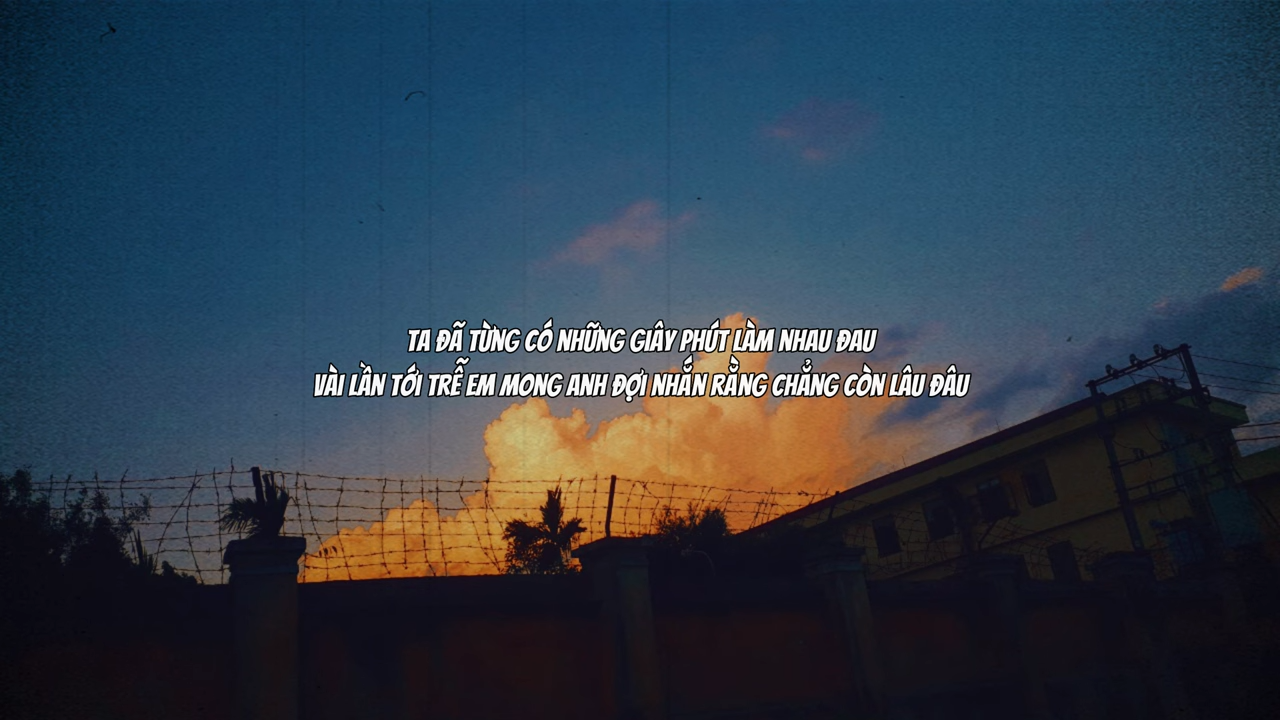 TA ĐÃ TỪNG CÓ NHỮNG GIÂY PHÚT LÀM NHAU ĐAU
VÀI LẦN TỚI TRỄ EM MONG ANH ĐỢI NHẮN RẰNG CHẲNG CÒN LÂU ĐÂU